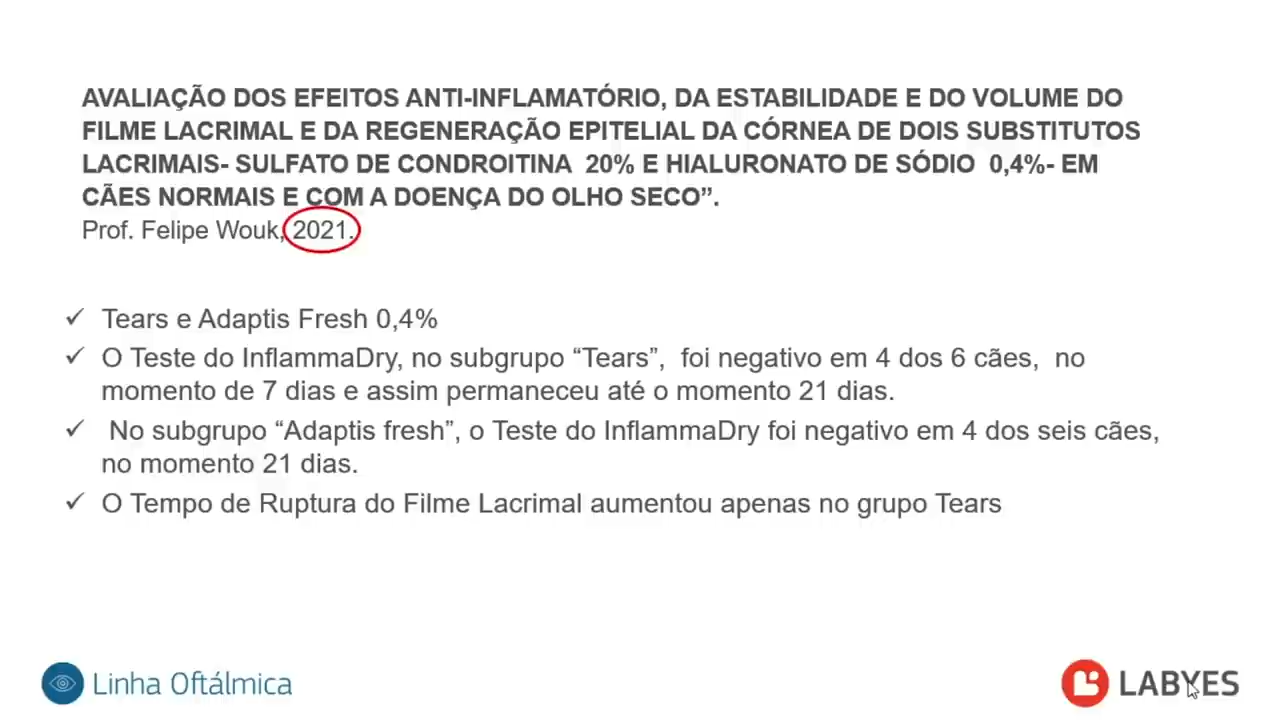 AVALIAÇÃO DOS EFEITOS ANTI-INFLAMATÓRIO, DA ESTABILIDADE E DO VOLUME DO
FILME LACRIMAL E DA REGENERAÇÃO EPITELIAL DA CÓRNEA DE DOIS SUBSTITUTOS
LACRIMAIS- SULFATO DE CONDROITINA 20% E HIALURONATO DE SÓDIO 0,4%- EM
CÃES NORMAIS E COM A DOENÇA DO OLHO SECO”.
Prof. Felipe Wouk, 2021.
✓ Tears e Adaptis Fresh 0,4%
✓ O Teste do InflammaDry, no subgrupo “Tears”, foi negativo em 4 dos 6 cães, no
momento de 7 dias e assim permaneceu até o momento 21 dias.
✓ No subgrupo “Adaptis fresh”, o Teste do InflammaDry foi negativo em 4 dos seis cães,
no momento 21 dias.
✓ O Tempo de Ruptura do Filme Lacrimal aumentou apenas no grupo Tears
Linha Oftálmica
LABYES